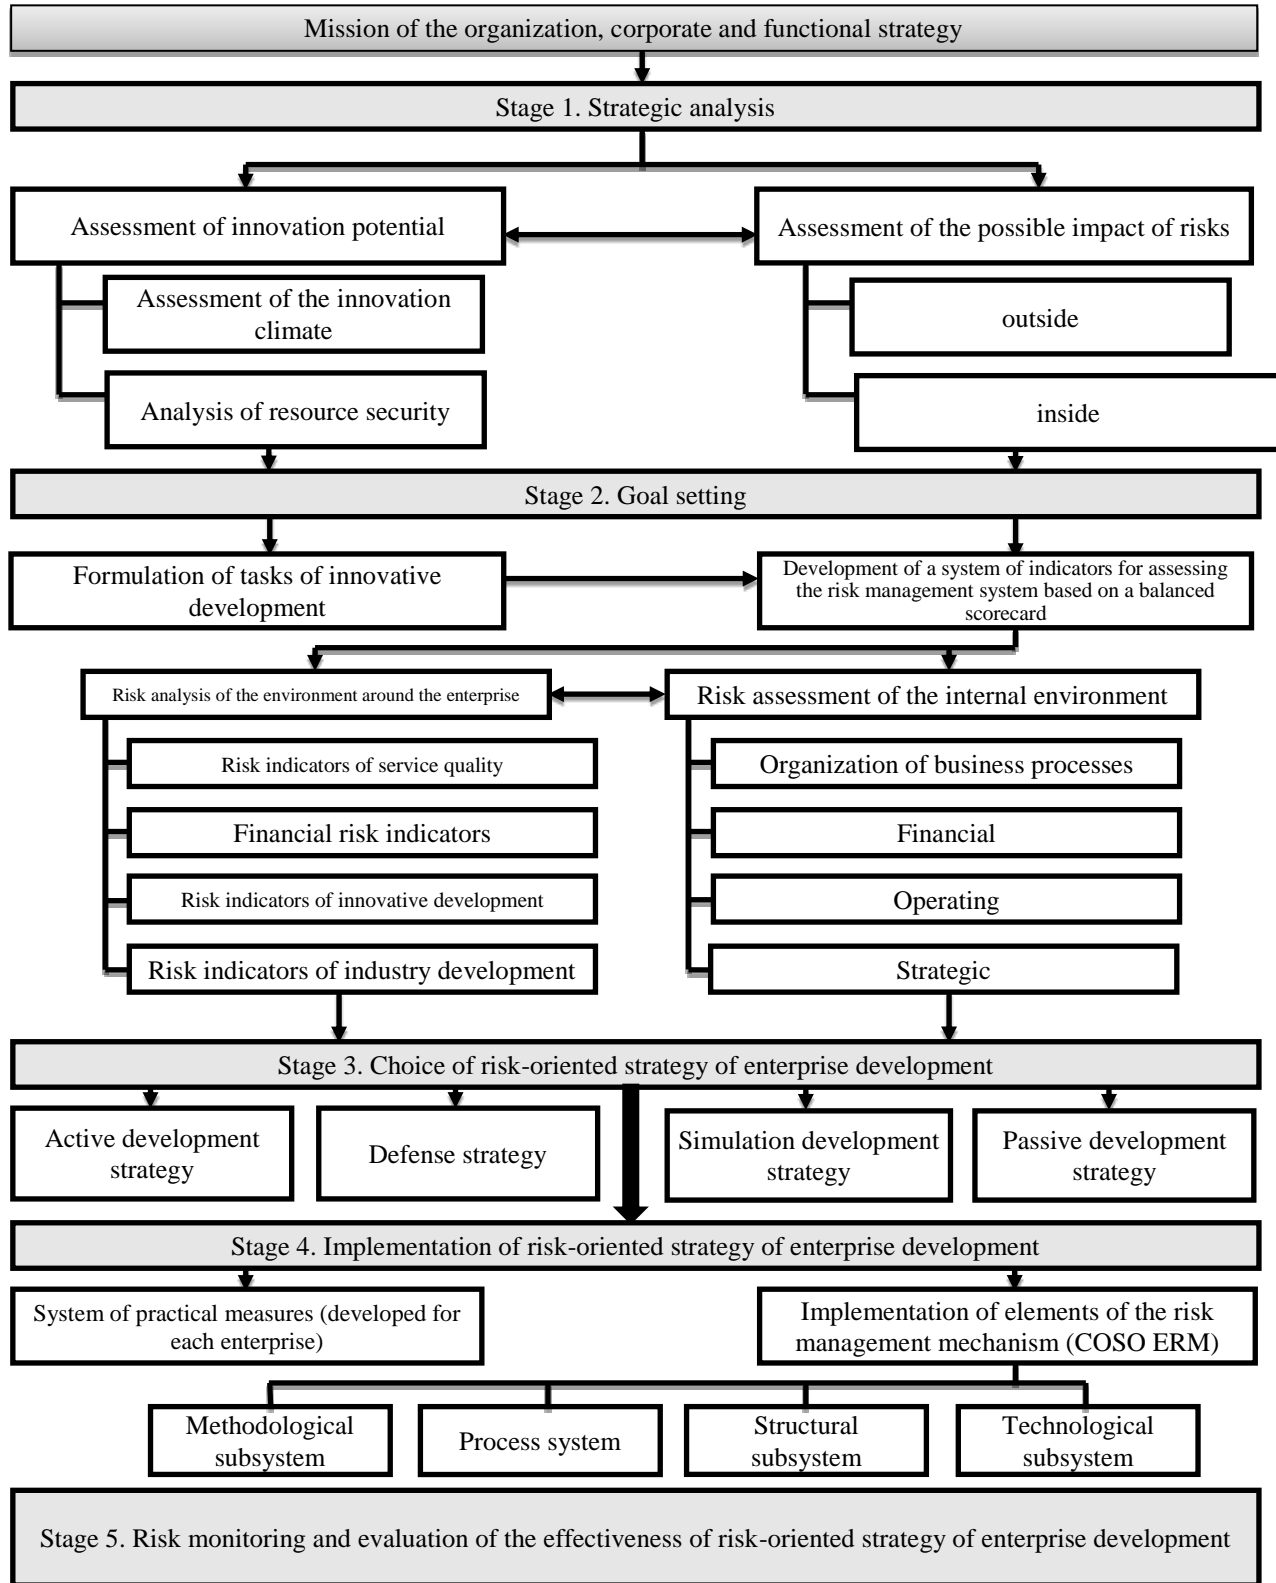 Mission of the organization, corporate and functional strategy
Stage 1. Strategic analysis
Assessment of innovation potential
Assessment of the possible impact of risks
Assessment of the innovation
climate
outside
Analysis of resource security
inside
Stage 2. Goal setting
Formulation of tasks of innovative
development
Development of a system of indicators for assessing
the risk management system based on a balanced
scorecard
Risk analysis of the environment around the enterprise
Risk assessment of the internal environment
Risk indicators of service quality
Organization of business processes
Financial risk indicators
Financial
Risk indicators of innovative development
Operating
Risk indicators of industry development
Strategic
Stage 3. Choice of risk-oriented strategy of enterprise development
Active development
strategy
Defense strategy
Simulation development
strategy
Passive development
strategy
Stage 4. Implementation of risk-oriented strategy of enterprise development
System of practical measures (developed for
each enterprise)
Implementation of elements of the risk
management mechanism (COSO ERM)
Methodological
subsystem
Process system
Structural
subsystem
Technological
subsystem
Stage 5. Risk monitoring and evaluation of the effectiveness of risk-oriented strategy of enterprise development